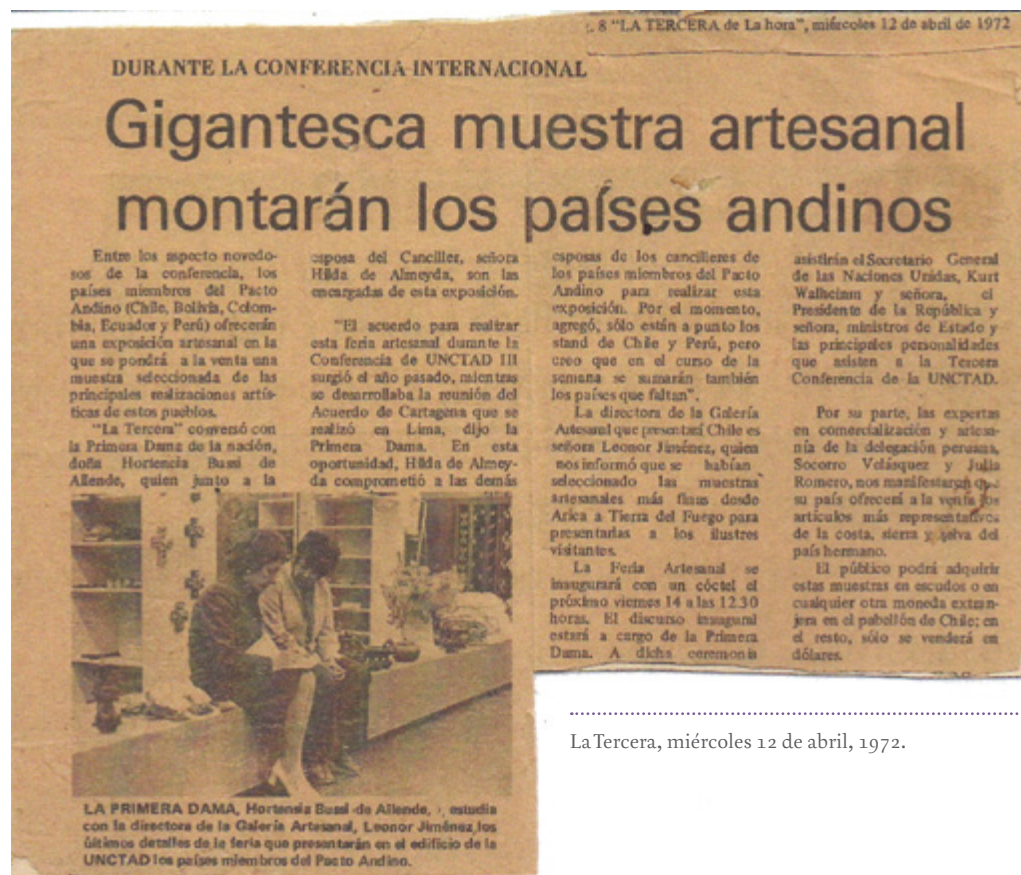 . 8 "LA TERCERA de La hora", miércoles 12 de abril de 1972
DURANTE LA CONFERENCIA INTERNACIONAL
Gigantesca muestra artesanal
montarán los países andinos
Entre los aspecto novedo-
sos de la conferencia, los
países miembros del Pacto
Andino (Chile, Bolivia, Colom-
bia, Ecuador y Perú) ofrecerán
una exposición artesanal en la
que se pondrá a la venta una
muestra seleccionada de las
principales realizaciones artís-
ticas de estos pueblos.
"La Tercera" conversó con
la Primera Dama de la nación,
doña Hortencia Bussi de
Allende, quien junto a la
esposa del Canciller, señora
Hilda de Almeyda, son las
encargadas de esta exposición.
"El acuerdo para realizar
esta feria artesanal durante la
Conferencia de UNCTAD III
surgió el año pasado, mientras
se desarrollaba la reunión del
Acuerdo de Cartagena que se
realizó en Lima, dijo la
Primera Dama. En esta
oportunidad, Hilda de Almey-
da comprometió a las demás
esposas de los cancilleres de
los países miembros del Pacto
Andino para realizar esta
exposición. Por el momento,
agregó, sólo están a punto los
stand de Chile y Perú, pero
creo que en el curso de la
semana se sumarán también
los países que faltan".
La directora de la Galería
Artesanal que presentará Chile es
señora Leonor Jiménez, quien
nos informó que se habían
seleccionado las muestras
artesanales más finas desde
Arica a Tierra del Fuego para
presentarlas a los ilustres
visitantes.
La Feria Artesanal se
inaugurará con un cóctel el
próximo viernes 14 a las 12.30
horas. El discurso inaugural
estará a cargo de la Primera
Dama. A dicha ceremonia
asistirán el Secretario General
de las Naciones Unidas, Kurt
Walheimm y señora, el
Presidente de la República y
señora, ministros de Estado y
las principales personalidades
que asisten a la Tercera
Conferencia de la UNCTAD.
Por su parte, las expertas
en comercialización y artesa-
nía de la delegación peruana,
Socorro Velásquez y Julia
Romero, nos manifestaron que
su país ofrecerá a la venta los
artículos más representativos
de la costa, sierra y selva del
país hermano.
El público podrá adquirir
estas muestras en escudos o en
cualquier otra moneda extran-
jera en el pabellón de Chile; en
el resto, sólo se venderá en
dólares.
LA PRIMERA DAMA, Hortensia Bussi de Allende, , estudia
con la directora de la Galería Artesanal, Leonor Jiménez, los
últimos detalles de la feria que presentarán en el edificio de la
UNCTAD los países miembros del Pacto Andino.
La Tercera, miércoles 12 de abril, 1972.